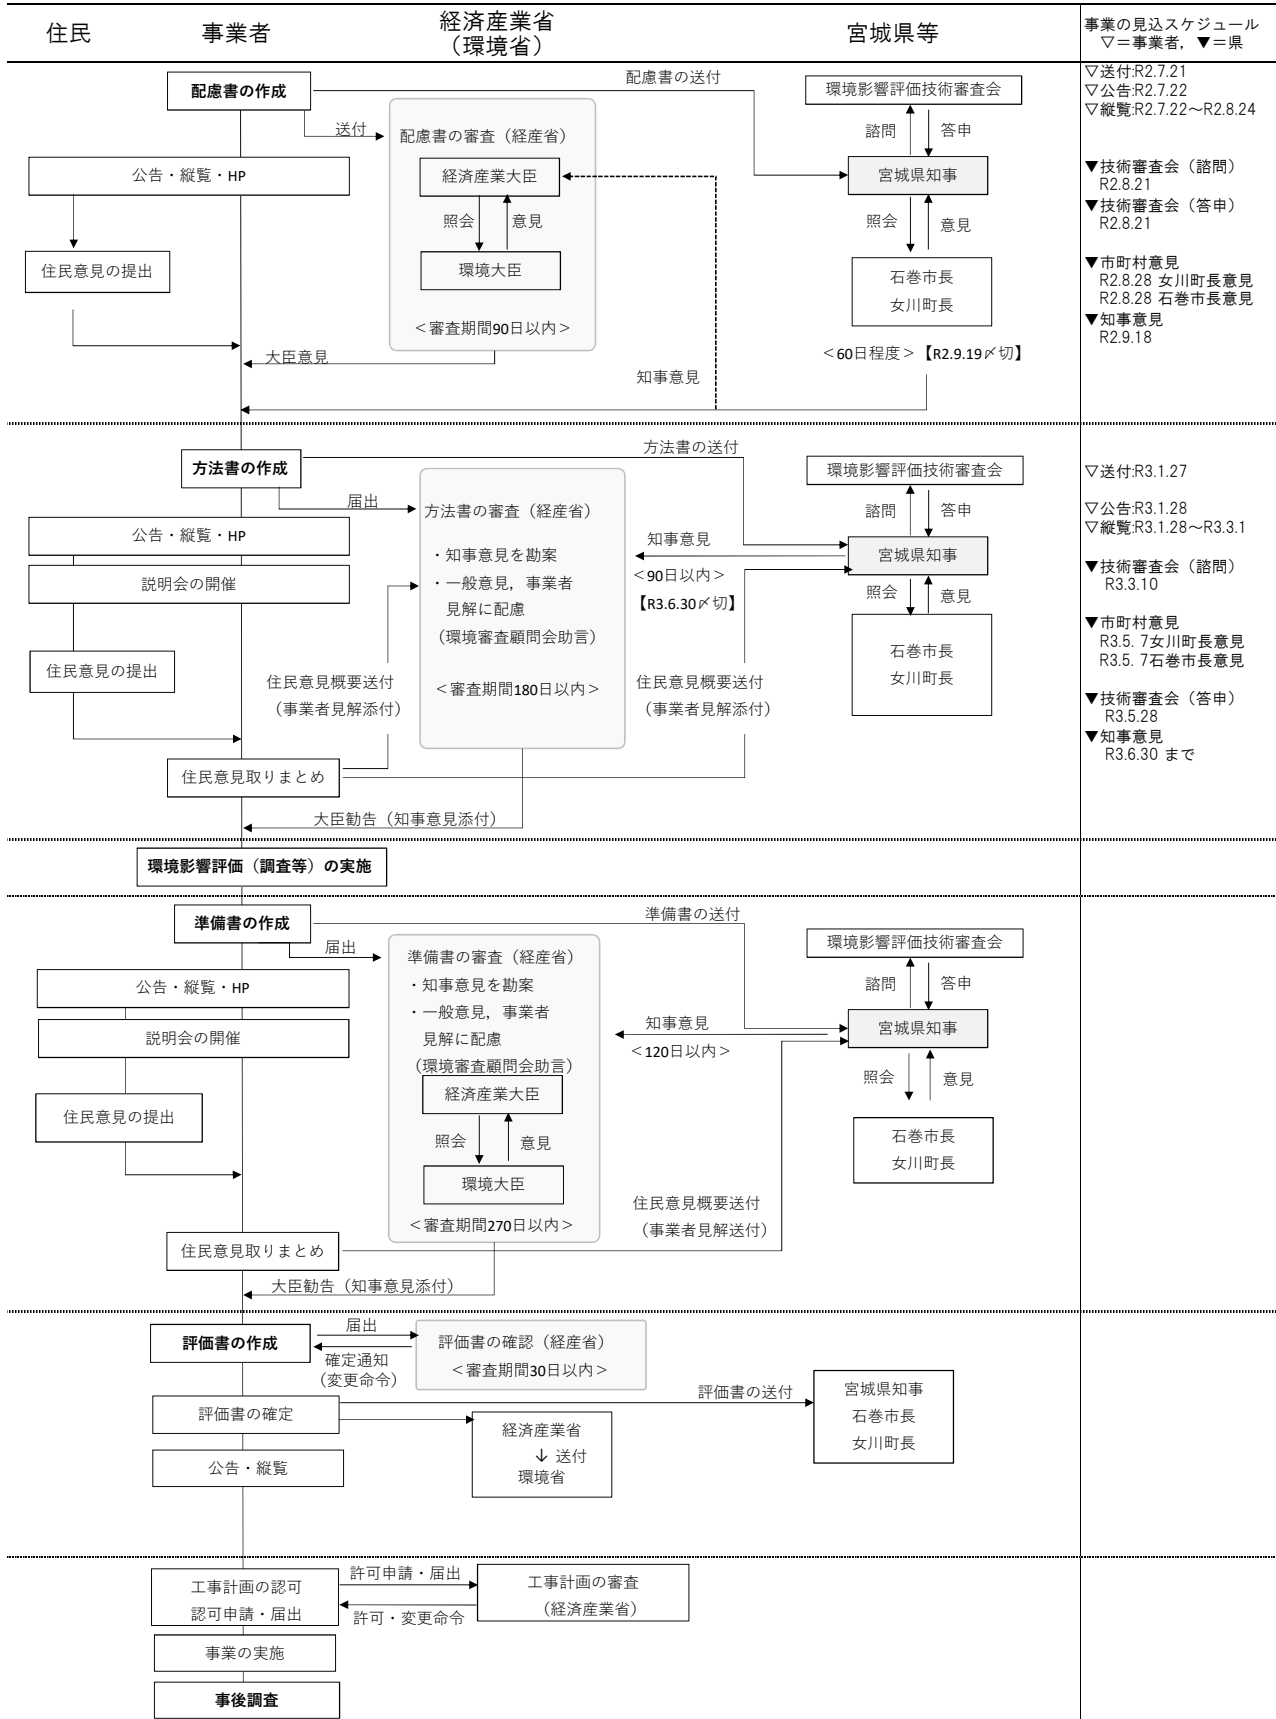 住民
事業者
経済産業省
（環境省）
宮城県等
事業の見込スケジュール
▽＝事業者，▼＝県
配慮書の作成
配慮書の送付
送付
配慮書の審査（経産省）
経済産業大臣
照会
意見
環境大臣
＜審査期間90日以内＞
環境影響評価技術審査会
諮問
答申
宮城県知事
照会
意見
石巻市長
女川町長
＜60日程度＞【R2.9.19〆切】
公告・縦覧・HP
住民意見の提出
大臣意見
知事意見
▽送付:R2.7.21
▽公告:R2.7.22
▽縦覧:R2.7.22～R2.8.24
▼技術審査会（諮問）
R2.8.21
▼技術審査会（答申）
R2.8.21
▼市町村意見
R2.8.28 女川町長意見
R2.8.28 石巻市長意見
▼知事意見
R2.9.18
方法書の作成
方法書の送付
届出
方法書の審査（経産省）
・知事意見を勘案
・一般意見，事業者
見解に配慮
（環境審査顧問会助言）
＜審査期間180日以内＞
知事意見
＜90日以内＞
【R3.6.30〆切】
環境影響評価技術審査会
諮問
答申
宮城県知事
照会
意見
石巻市長
女川町長
公告・縦覧・HP
説明会の開催
住民意見の提出
住民意見概要送付
（事業者見解添付）
住民意見概要送付
（事業者見解添付）
住民意見取りまとめ
大臣勧告（知事意見添付）
▽送付:R3.1.27
▽公告:R3.1.28
▽縦覧:R3.1.28～R3.3.1
▼技術審査会（諮問）
R3.3.10
▼市町村意見
R3.5. 7女川町長意見
R3.5. 7石巻市長意見
▼技術審査会（答申）
R3.5.28
▼知事意見
R3.6.30 まで
環境影響評価（調査等）の実施
準備書の作成
準備書の送付
届出
準備書の審査（経産省）
・知事意見を勘案
・一般意見，事業者
見解に配慮
（環境審査顧問会助言）
経済産業大臣
照会
意見
環境大臣
＜審査期間270日以内＞
知事意見
＜120日以内＞
環境影響評価技術審査会
諮問
答申
宮城県知事
照会
意見
石巻市長
女川町長
公告・縦覧・HP
説明会の開催
住民意見の提出
住民意見概要送付
（事業者見解送付）
住民意見取りまとめ
大臣勧告（知事意見添付）
評価書の作成
届出
確定通知
（変更命令）
評価書の確認（経産省）
＜審査期間30日以内＞
評価書の確定
評価書の送付
経済産業省
↓ 送付
環境省
宮城県知事
石巻市長
女川町長
公告・縦覧
工事計画の認可
認可申請・届出
許可申請・届出
許可・変更命令
工事計画の審査
（経済産業省）
事業の実施
事後調査